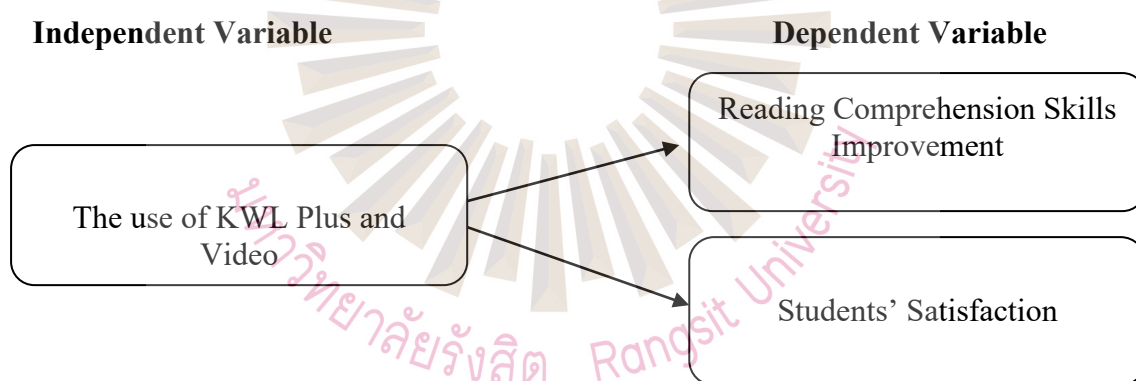 Independent Variable
Dependent Variable
The use of KWL Plus and
Video
Reading Comprehension Skills
Improvement
Students’ Satisfaction
มหาวิทยาลัยรังสิต Rangsit University